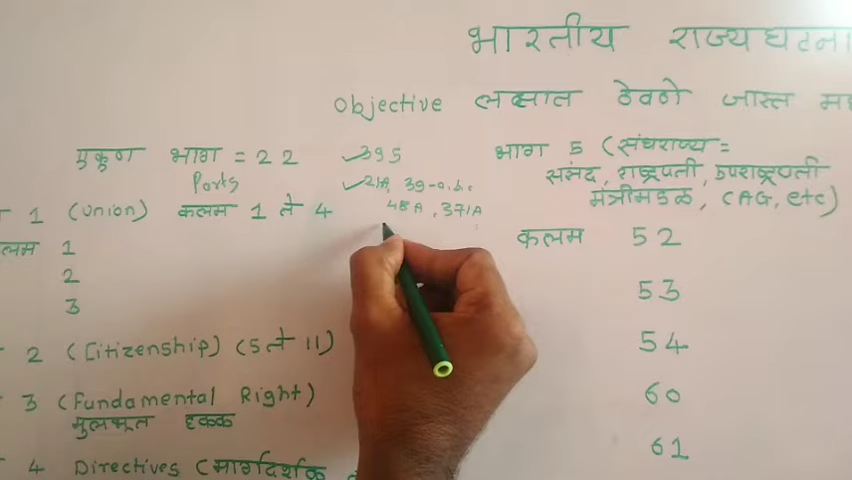 भारतीय राज्यघटना
Objective लक्षात ठेवणे जास्त
एकुण भाग = 22
Parts
395
21A, 39-a.b.c
48A, 371A
1 (Union) कलम 1 ते 4
1
2
3
2 (Citizenship) (5 ते 11)
3 (Fundamental Right)
मुलभूत हक्क
4 Directives (मार्गदर्शक
भाग 5 (संघराज्य =
संसद, राष्ट्रपती, उपराष्ट्रपती
मंत्रीमंडळ, CAG, etc)
कलम 52
53
54
60
61